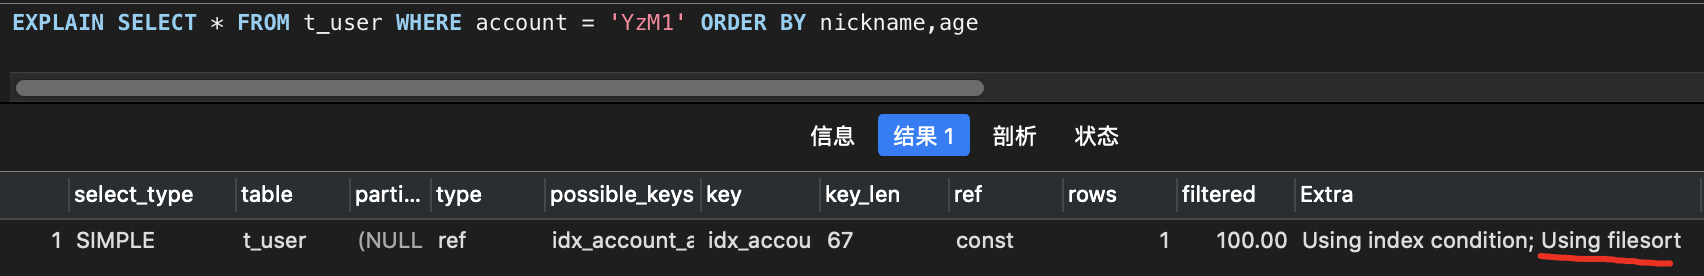 EXPLAIN SELECT * FROM t_user WHERE account = 'YzM1' ORDER BY nickname,age
信息 结果 1 剖析 状态
select_type table parti... type possible_keys key key_len ref rows filtered Extra
1 SIMPLE t_user (NULL ref idx_account_a idx_accou 67 const 1 100.00 Using index condition; Using filesort